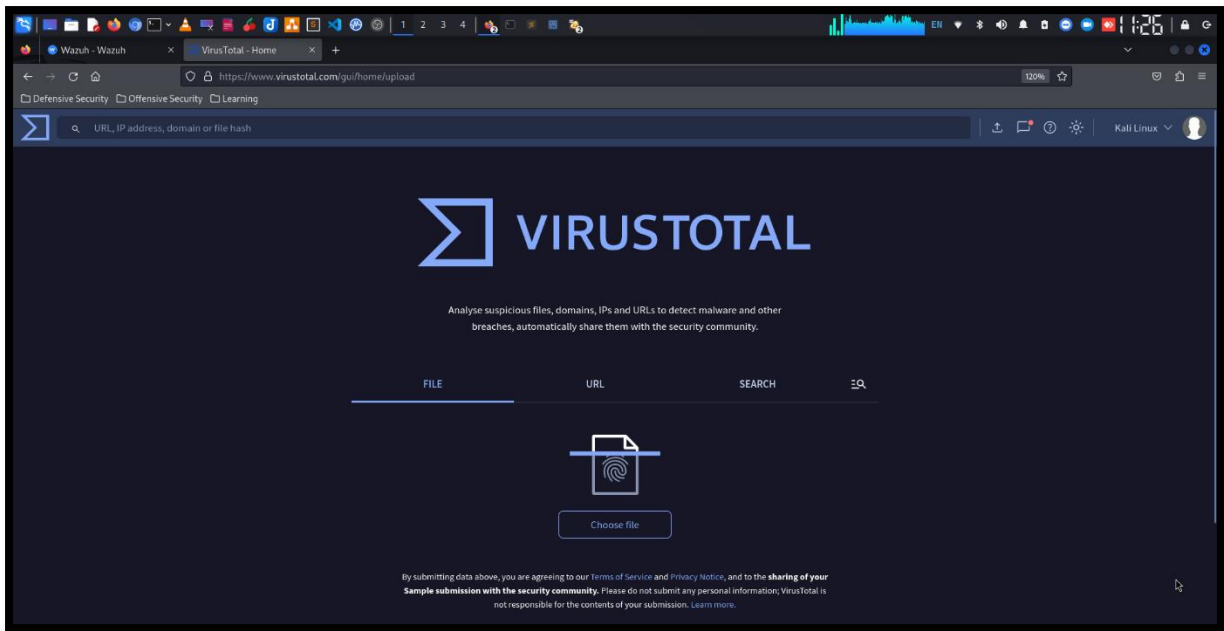 1 2 3 4
EN
11:26
Wazuh - Wazuh
VirusTotal - Home
https://www.virustotal.com/gui/home/upload
120%
Defensive Security Offensive Security Learning
URL, IP address, domain or file hash
Kali Linux
VIRUSTOTAL
Analyse suspicious files, domains, IPs and URLs to detect malware and other
breaches, automatically share them with the security community.
FILE URL SEARCH
Choose file
By submitting data above, you are agreeing to our Terms of Service and Privacy Notice, and to the sharing of your
Sample submission with the security community. Please do not submit any personal information; VirusTotal is
not responsible for the contents of your submission. Learn more.